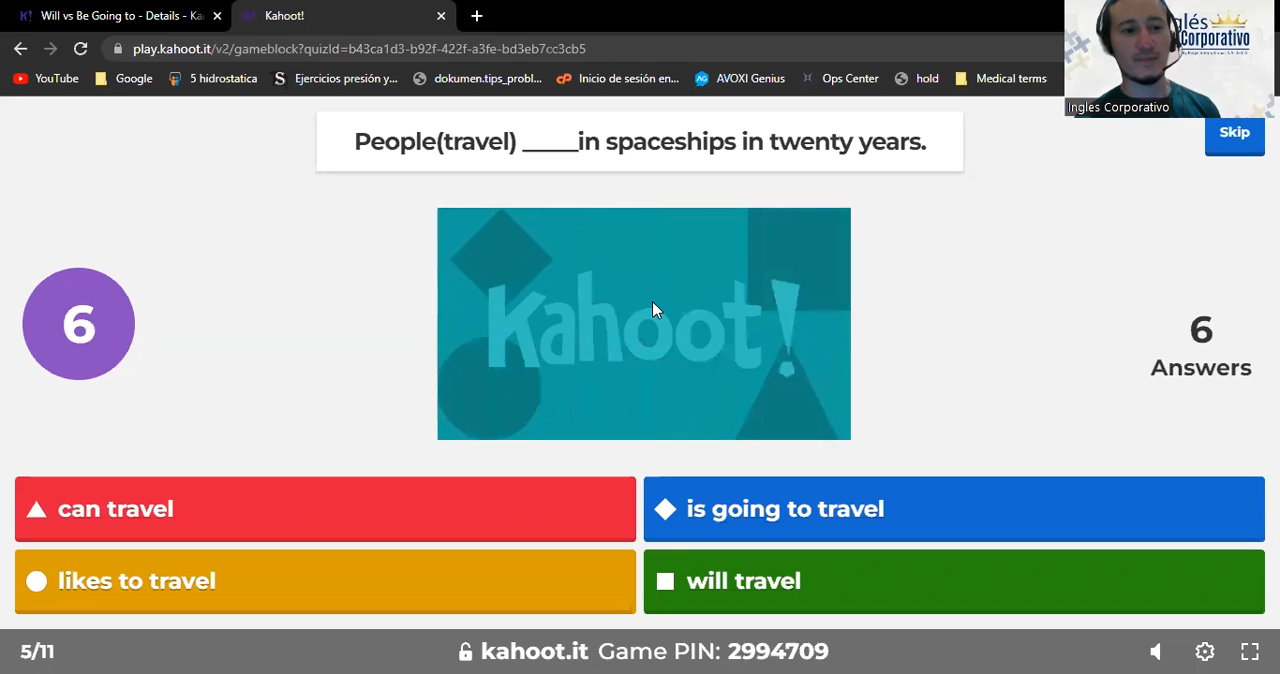 Will vs Be Going to - Details - Ka
Kahoot!
play.kahoot.it/v2/gameblock?quizId=b43ca1d3-b92f-422f-a3fe-bd3eb7cc3cb5
YouTube
Google
5 hidrostatica
Ejercicios presión y...
dokumen.tips_probl...
Inicio de sesión en...
AVOXI Genius
Ops Center
hold
Medical terms
glés
Corporativo
Ingles Corporativo
Skip
People(travel) _____in spaceships in twenty years.
Kahoot!
6
6
Answers
can travel
is going to travel
likes to travel
will travel
5/11
kahoot.it Game PIN: 2994709